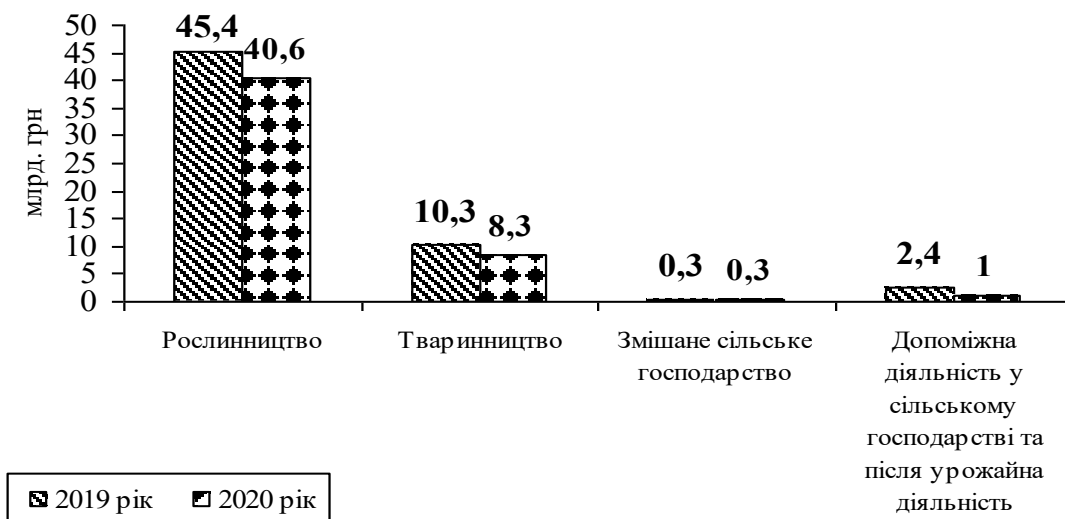 млрд. грн
50
45
40
35
30
25
20
15
10
5
0
45,4
40,6
10,3
8,3
0,3
0,3
2,4
1
Рослинництво
Тваринництво
Змішане сільське
господарство
Допоміжна
діяльність у
сільському
господарстві та
після урожайна
діяльність
2019 рік
2020 рік